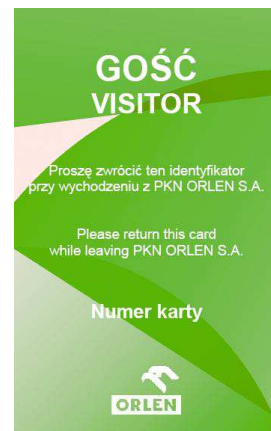 GOŚĆ
VISITOR
Proszę zwrócić ten identyfikator
przy wychodzeniu z PKN ORLEN S.A.
Please return this card
while leaving PKN ORLEN S.A.
Numer karty
ORLEN